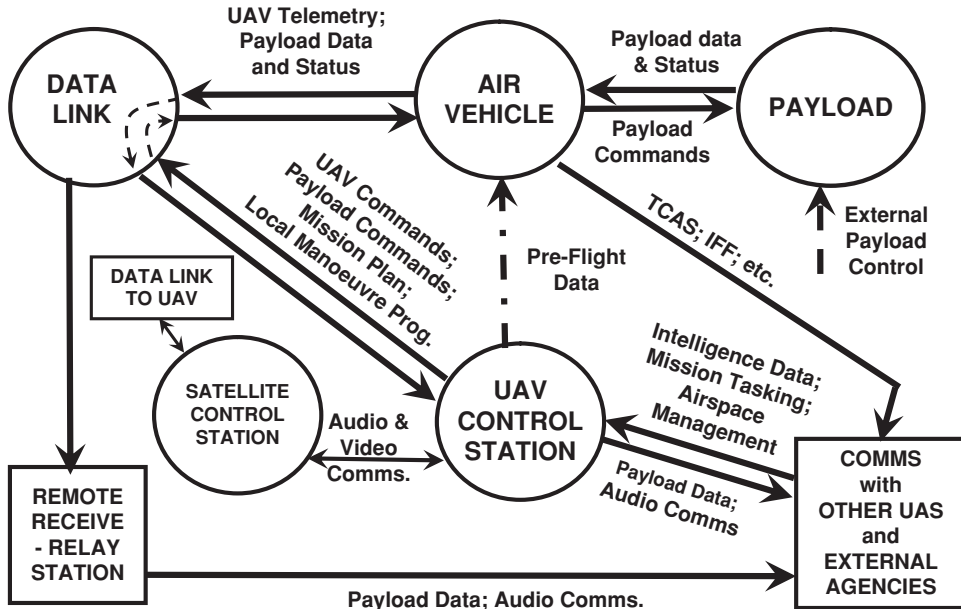 UAV Telemetry;
Payload Data
and Status
DATA
LINK
AIR
VEHICLE
Payload data
& Status
PAYLOAD
Payload
Commands
UAV Commands;
Payload Commands;
Mission Plan;
Local Manoeuvre Prog.
TCAS; IFF; etc.
External
Payload
Control
Pre-Flight
Data
DATA LINK
TO UAV
SATELLITE
CONTROL
STATION
Audio &
Video
Comms.
UAV
CONTROL
STATION
Intelligence Data;
Mission Tasking;
Airspace
Management
Payload Data;
Audio Comms
REMOTE
RECEIVE
- RELAY
STATION
COMMS
with
OTHER UAS
and
EXTERNAL
AGENCIES
Payload Data; Audio Comms.